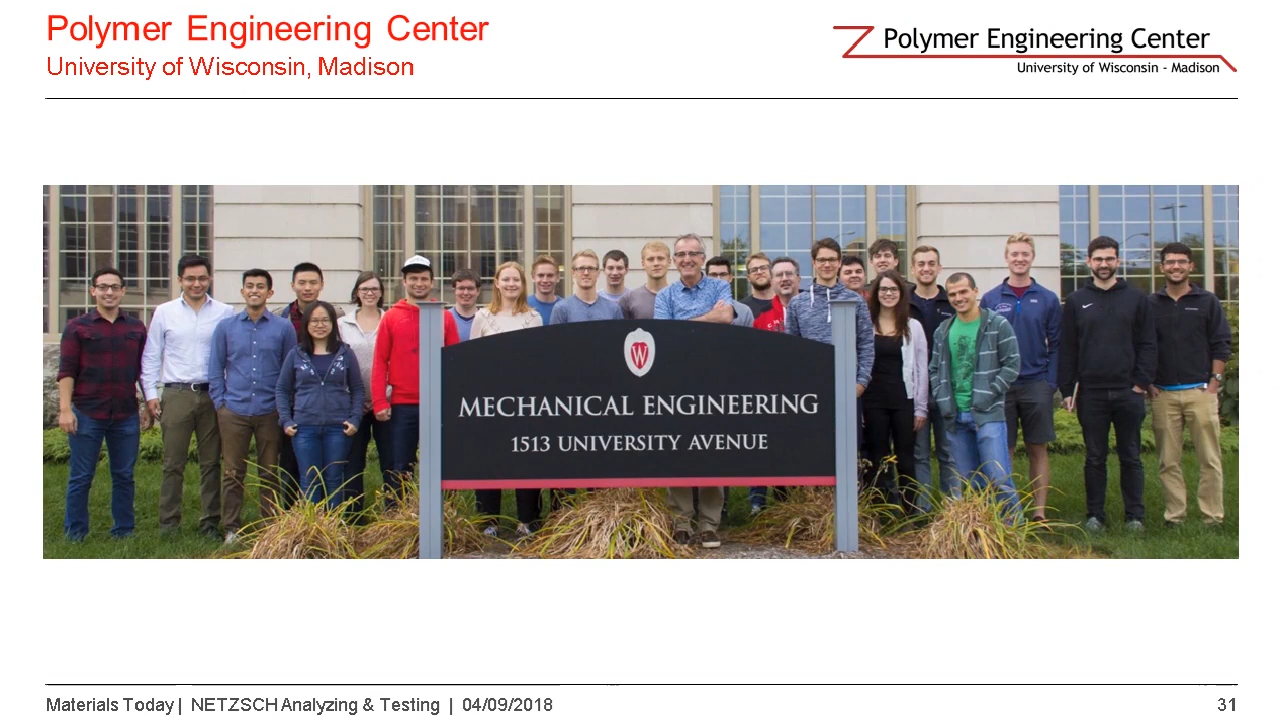 Polymer Engineering Center
University of Wisconsin, Madison
Polymer Engineering Center
University of Wisconsin - Madison
W
MECHANICAL ENGINEERING
1513 UNIVERSITY AVENUE
Materials Today | NETZSCH Analyzing & Testing | 04/09/2018
31